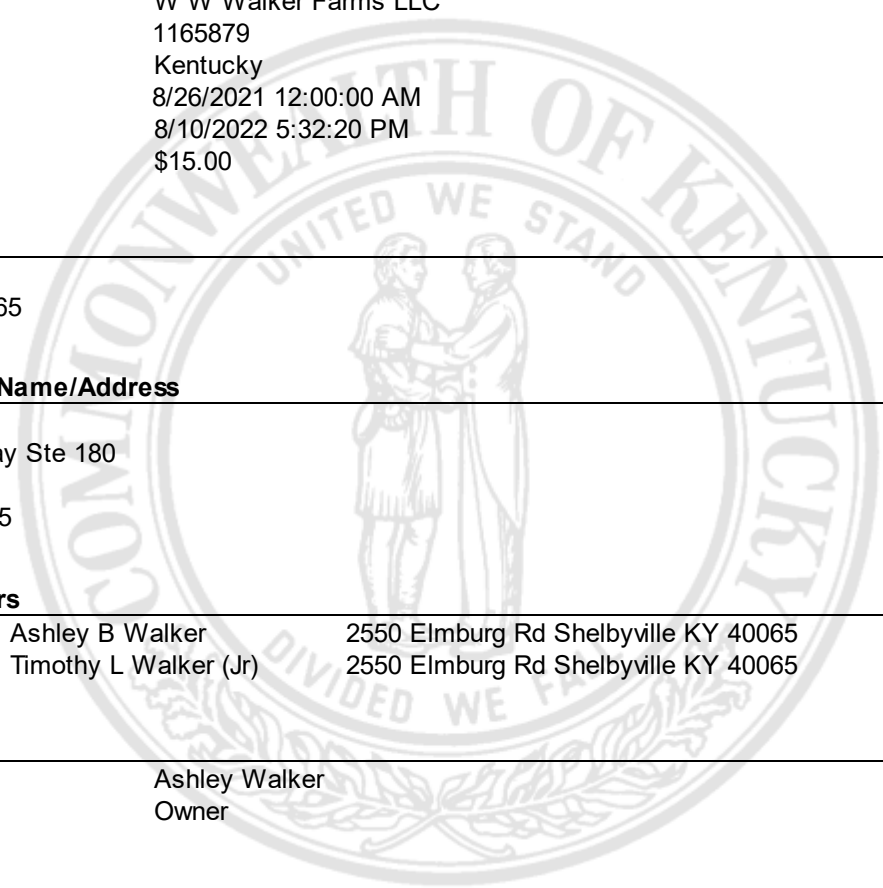 W W Walker Farms LLC
1165879
Kentucky
8/26/2021 12:00:00 AM
8/10/2022 5:32:20 PM
$15.00
COMMONWEALTH OF KENTUCKY
UNITED WE STAND
65
Name/Address
ay Ste 180
5
rs
Ashley B Walker 2550 Elmburg Rd Shelbyville KY 40065
Timothy L Walker (Jr) 2550 Elmburg Rd Shelbyville KY 40065
DIVIDED WE FALL
Ashley Walker
Owner